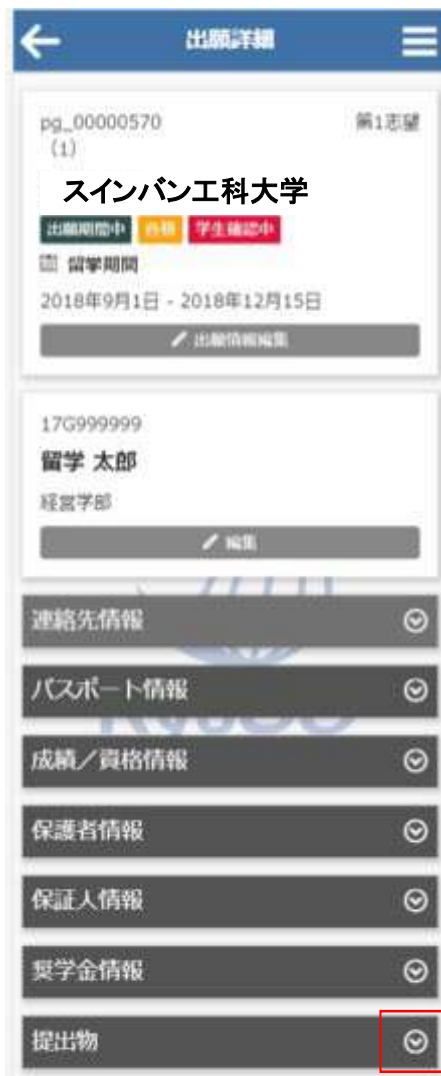 出願詳細
pg_00000570 第1志望
(1)
スインバン工科大学
出願期間中 合格 学生確認中
留学期間
2018年9月1日 - 2018年12月15日
出願情報編集
17G999999
留学 太郎
経営学部
編集
連絡先情報
パスポート情報
成績／資格情報
保護者情報
保証人情報
奨学金情報
提出物